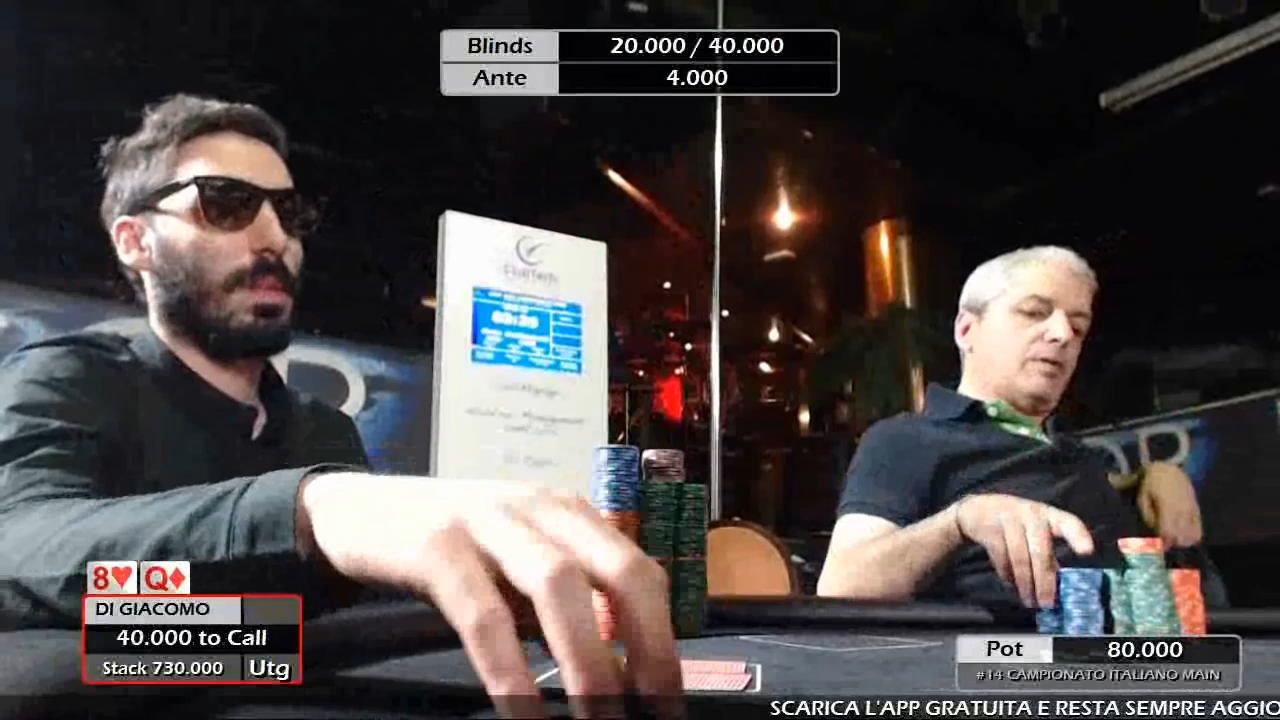 Blinds 20.000 / 40.000
Ante 4.000
8♥ Q♦
DI GIACOMO
40.000 to Call
Stack 730.000 Utg
Pot 80.000
#14 CAMPIONATO ITALIANO MAIN
SCARICA L'APP GRATUITA E RESTA SEMPRE AGGIO